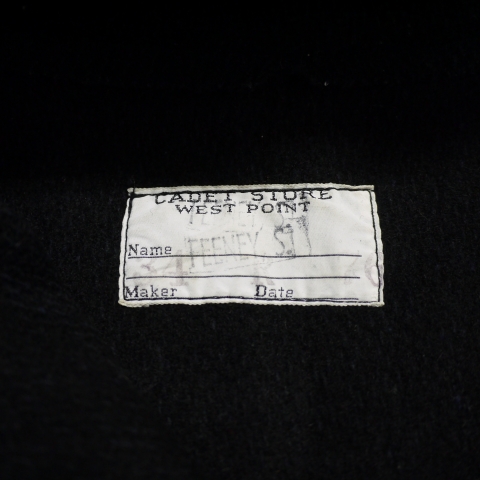 CADET STORE
WEST POINT
FEENEY, S.
Name
Maker Date